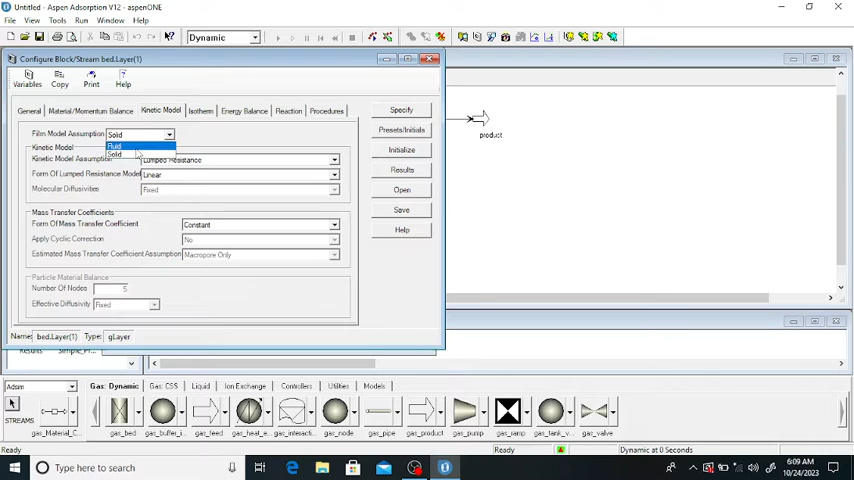 Untitled - Aspen Adsorption V12 - aspenONE
File View Tools Run Window Help
Dynamic
Configure Block/Stream bed.Layer(1)
Variables Copy Print Help
General Material/Momentum Balance Kinetic Model Isotherm Energy Balance Reaction Procedures
Film Model Assumption Solid
Fluid
Solid
Kinetic Model
Kinetic Model Assumption Lumped Resistance
Form Of Lumped Resistance Model Linear
Molecular Diffusivities Fixed
Mass Transfer Coefficients
Form Of Mass Transfer Coefficient Constant
Apply Cyclic Correction No
Estimated Mass Transfer Coefficient Assumption Macropore Only
Particle Material Balance
Number Of Nodes 5
Effective Diffusivity Fixed
Specify
Presets/Initials
Initialize
Results
Open
Save
Help
product
Name: bed.Layer(1) Type: gLayer
Results Simple_Pr...
Adsim
Gas: Dynamic Gas: CSS Liquid Ion Exchange Controllers Utilities Models
STREAMS gas_Material_C... gas_bed gas_buffer_i... gas_feed gas_heat_e... gas_interactio... gas_node gas_pipe gas_product gas_pump gas_ramp gas_tank_v... gas_valve
Ready Ready Dynamic at 0 Seconds
Type here to search
6:09 AM
10/24/2023